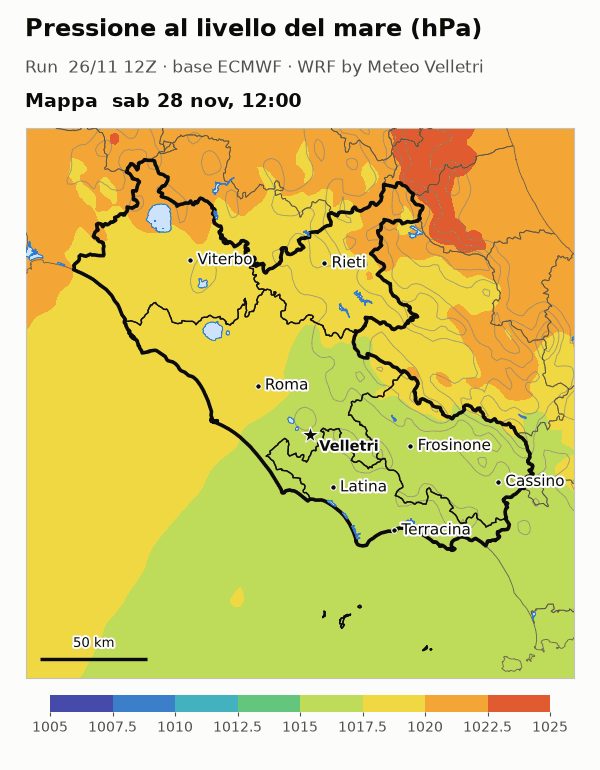 Pressione al livello del mare (hPa)
Run  26/11 12Z · base ECMWF · WRF by Meteo Velletri
Mappa  sab 28 nov, 12:00
Viterbo
Rieti
Roma
Velletri
Frosinone
Latina
Cassino
Terracina
50 km
1005 1007.5 1010 1012.5 1015 1017.5 1020 1022.5 1025